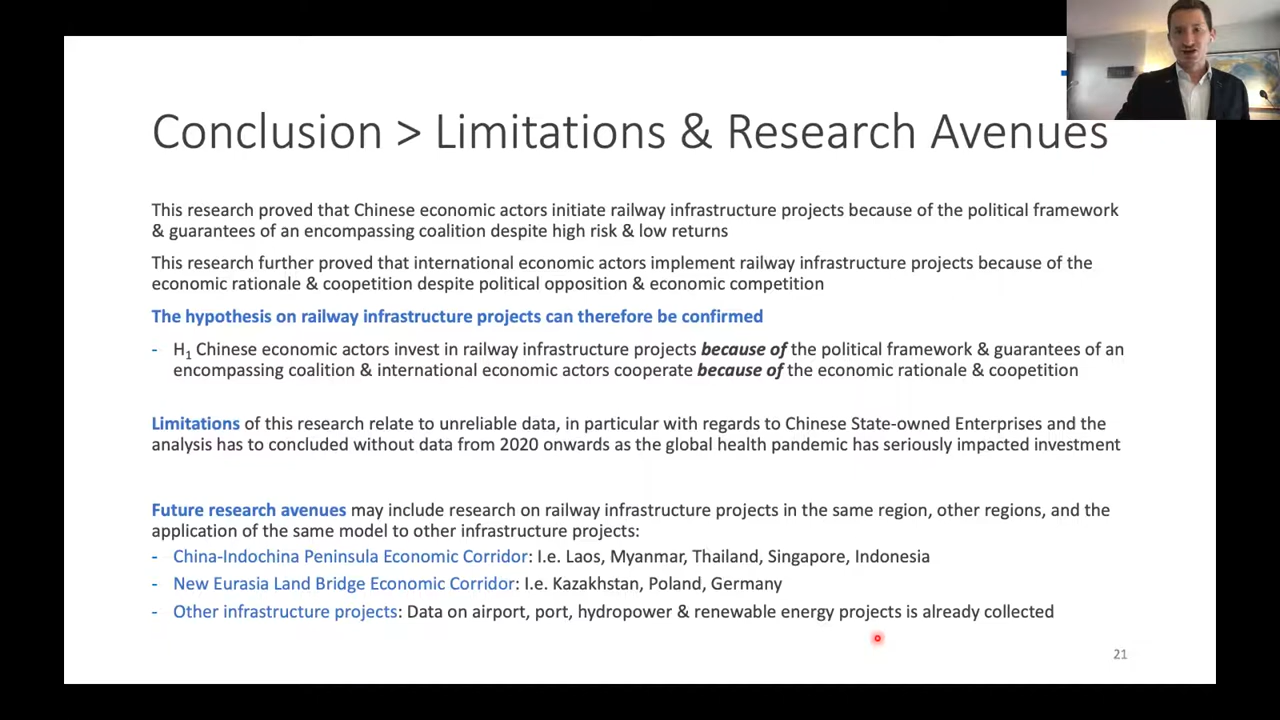 Conclusion > Limitations & Research Avenues
This research proved that Chinese economic actors initiate railway infrastructure projects because of the political framework
& guarantees of an encompassing coalition despite high risk & low returns
This research further proved that international economic actors implement railway infrastructure projects because of the
economic rationale & coopetition despite political opposition & economic competition
The hypothesis on railway infrastructure projects can therefore be confirmed
- H1 Chinese economic actors invest in railway infrastructure projects because of the political framework & guarantees of an
encompassing coalition & international economic actors cooperate because of the economic rationale & coopetition
Limitations of this research relate to unreliable data, in particular with regards to Chinese State-owned Enterprises and the
analysis has to concluded without data from 2020 onwards as the global health pandemic has seriously impacted investment
Future research avenues may include research on railway infrastructure projects in the same region, other regions, and the
application of the same model to other infrastructure projects:
- China-Indochina Peninsula Economic Corridor: I.e. Laos, Myanmar, Thailand, Singapore, Indonesia
- New Eurasia Land Bridge Economic Corridor: I.e. Kazakhstan, Poland, Germany
- Other infrastructure projects: Data on airport, port, hydropower & renewable energy projects is already collected
21